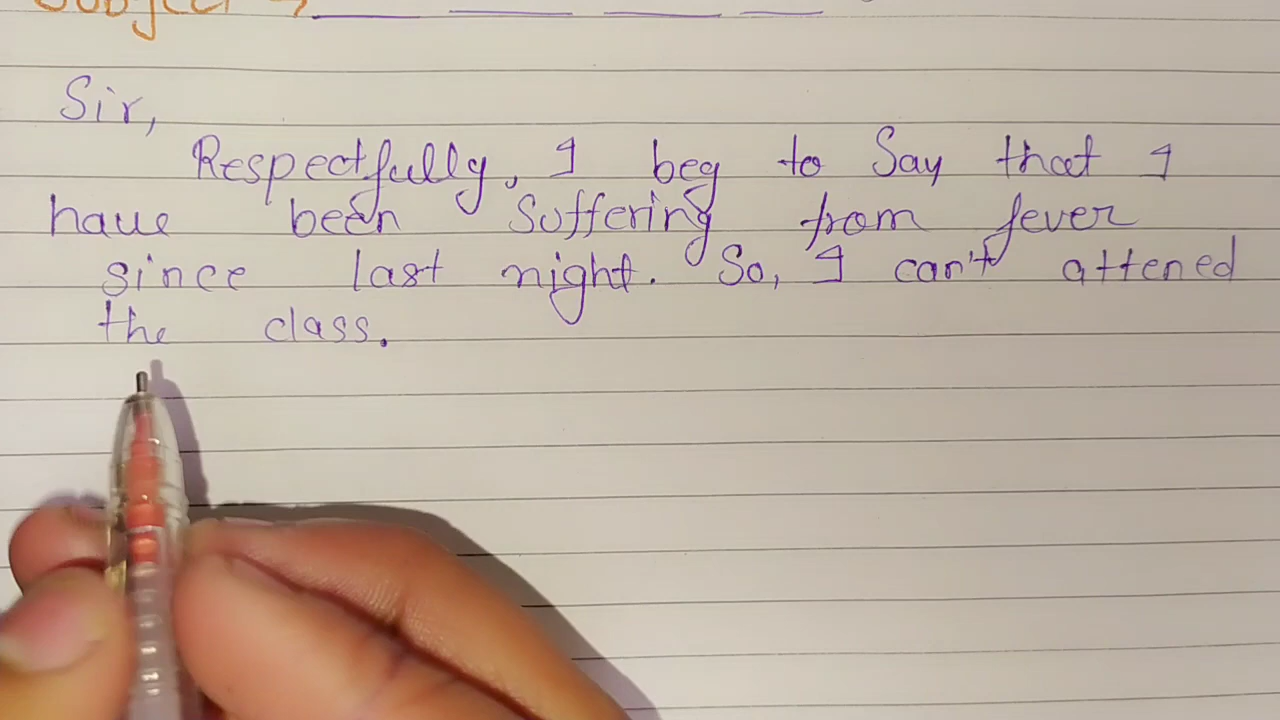 Subject →
Sir,
Respectfully, I beg to Say that I
have been Suffering from fever
since last night. So, I can't attened
the class.